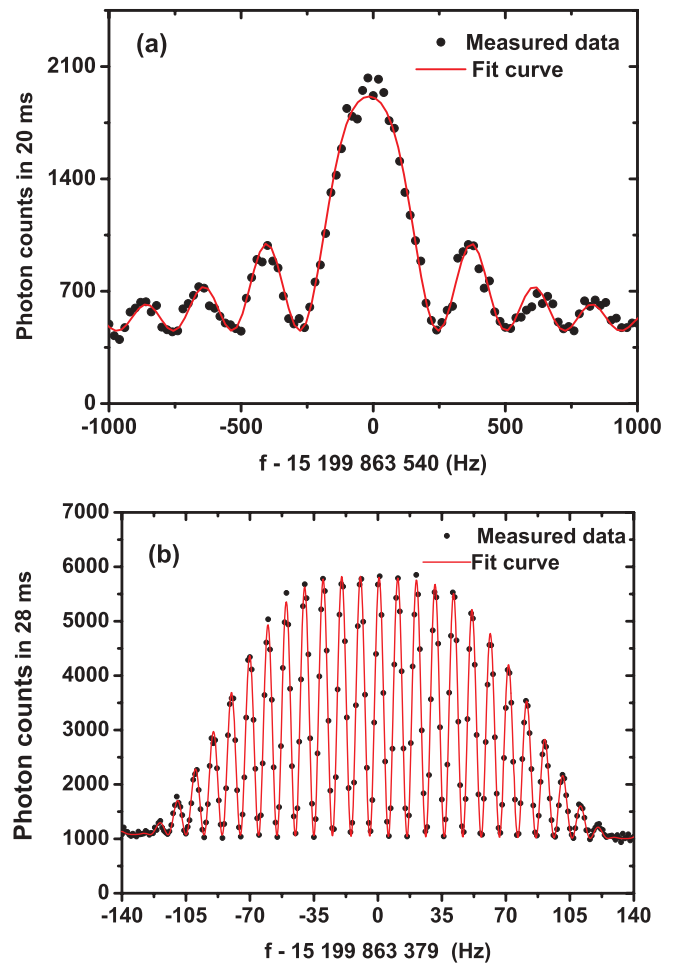 (a)
Measured data
Fit curve
Photon counts in 20 ms
2100
1400
700
0
-1000
-500
0
500
1000
f - 15 199 863 540 (Hz)
(b)
Measured data
Fit curve
Photon counts in 28 ms
7000
6000
5000
4000
3000
2000
1000
0
-140
-105
-70
-35
0
35
70
105
140
f - 15 199 863 379 (Hz)